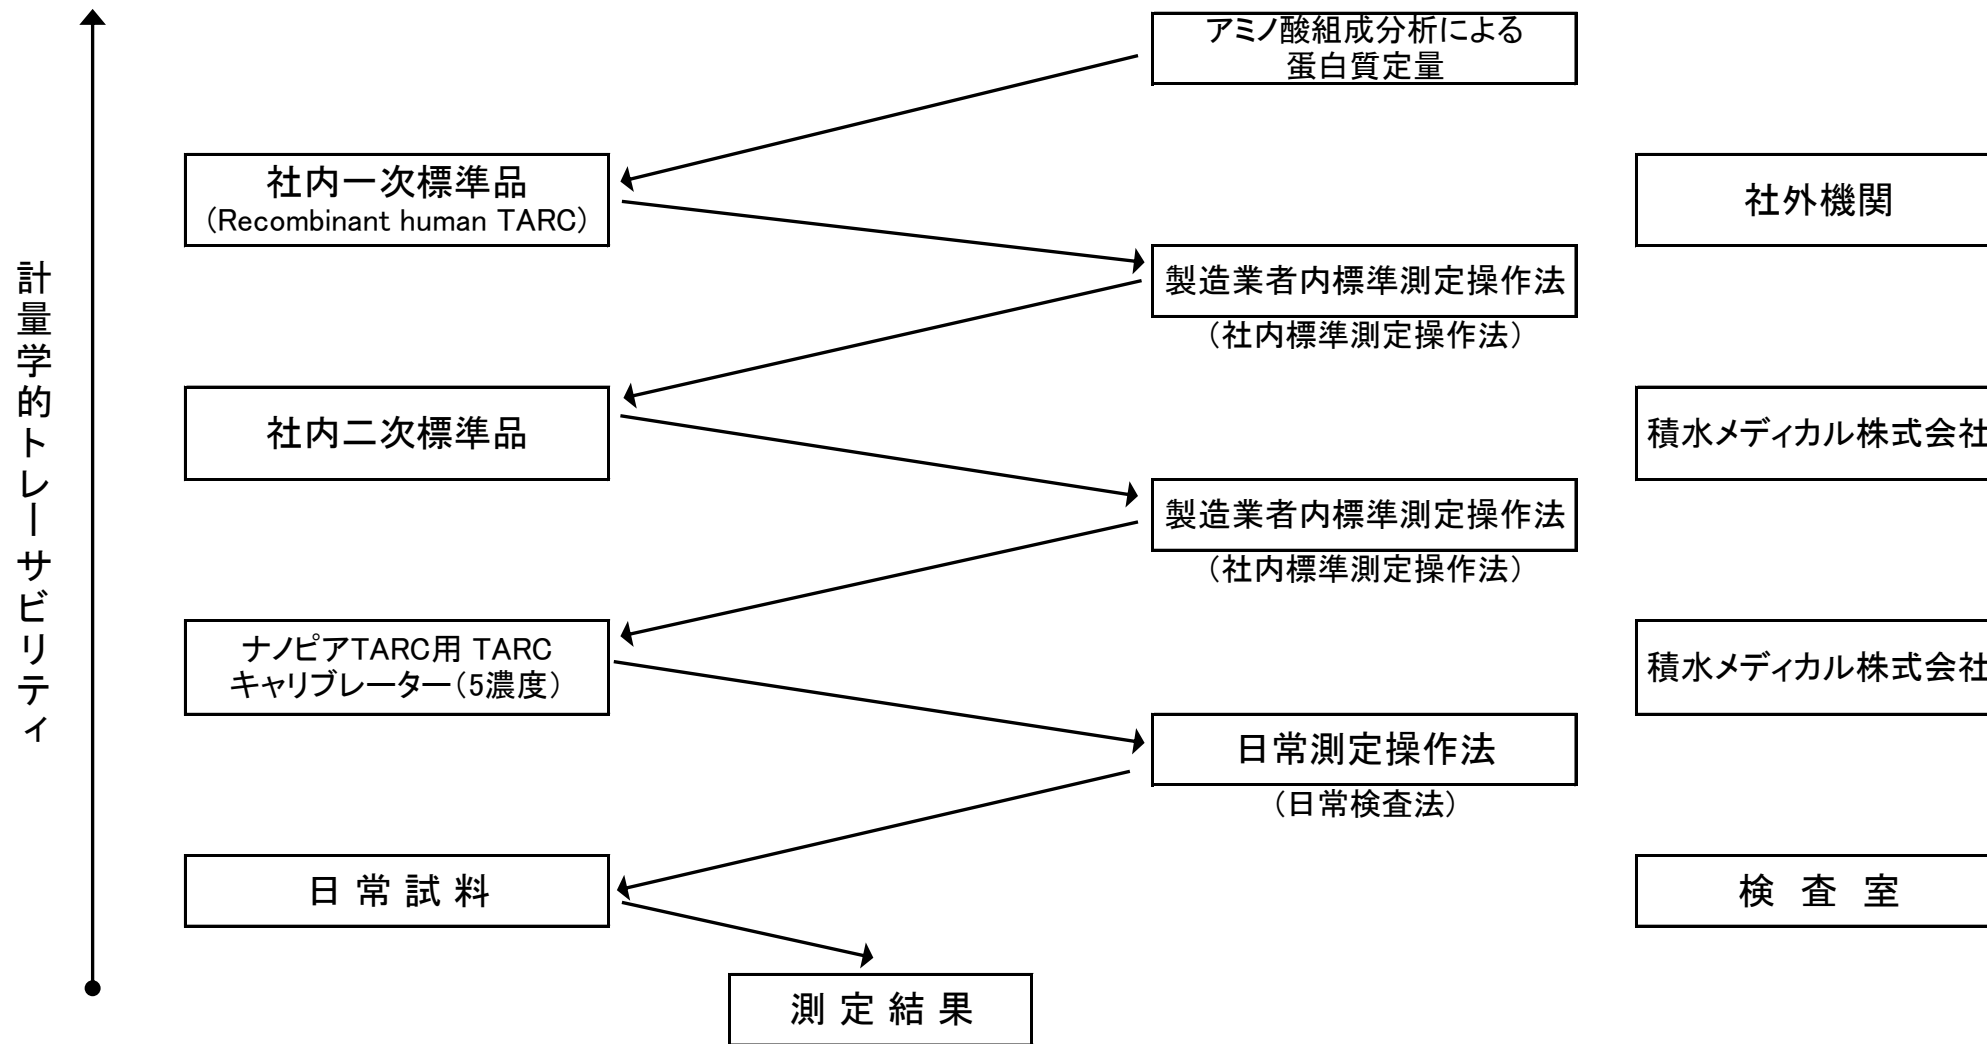 計量学的トレーサビリティ
アミノ酸組成分析による
蛋白質定量
社内一次標準品
(Recombinant human TARC)
社外機関
製造業者内標準測定操作法
(社内標準測定操作法)
社内二次標準品
積水メディカル株式会社
製造業者内標準測定操作法
(社内標準測定操作法)
ナノピアTARC用 TARC
キャリブレーター(5濃度)
積水メディカル株式会社
日常測定操作法
(日常検査法)
日 常 試 料
検 査 室
測 定 結 果